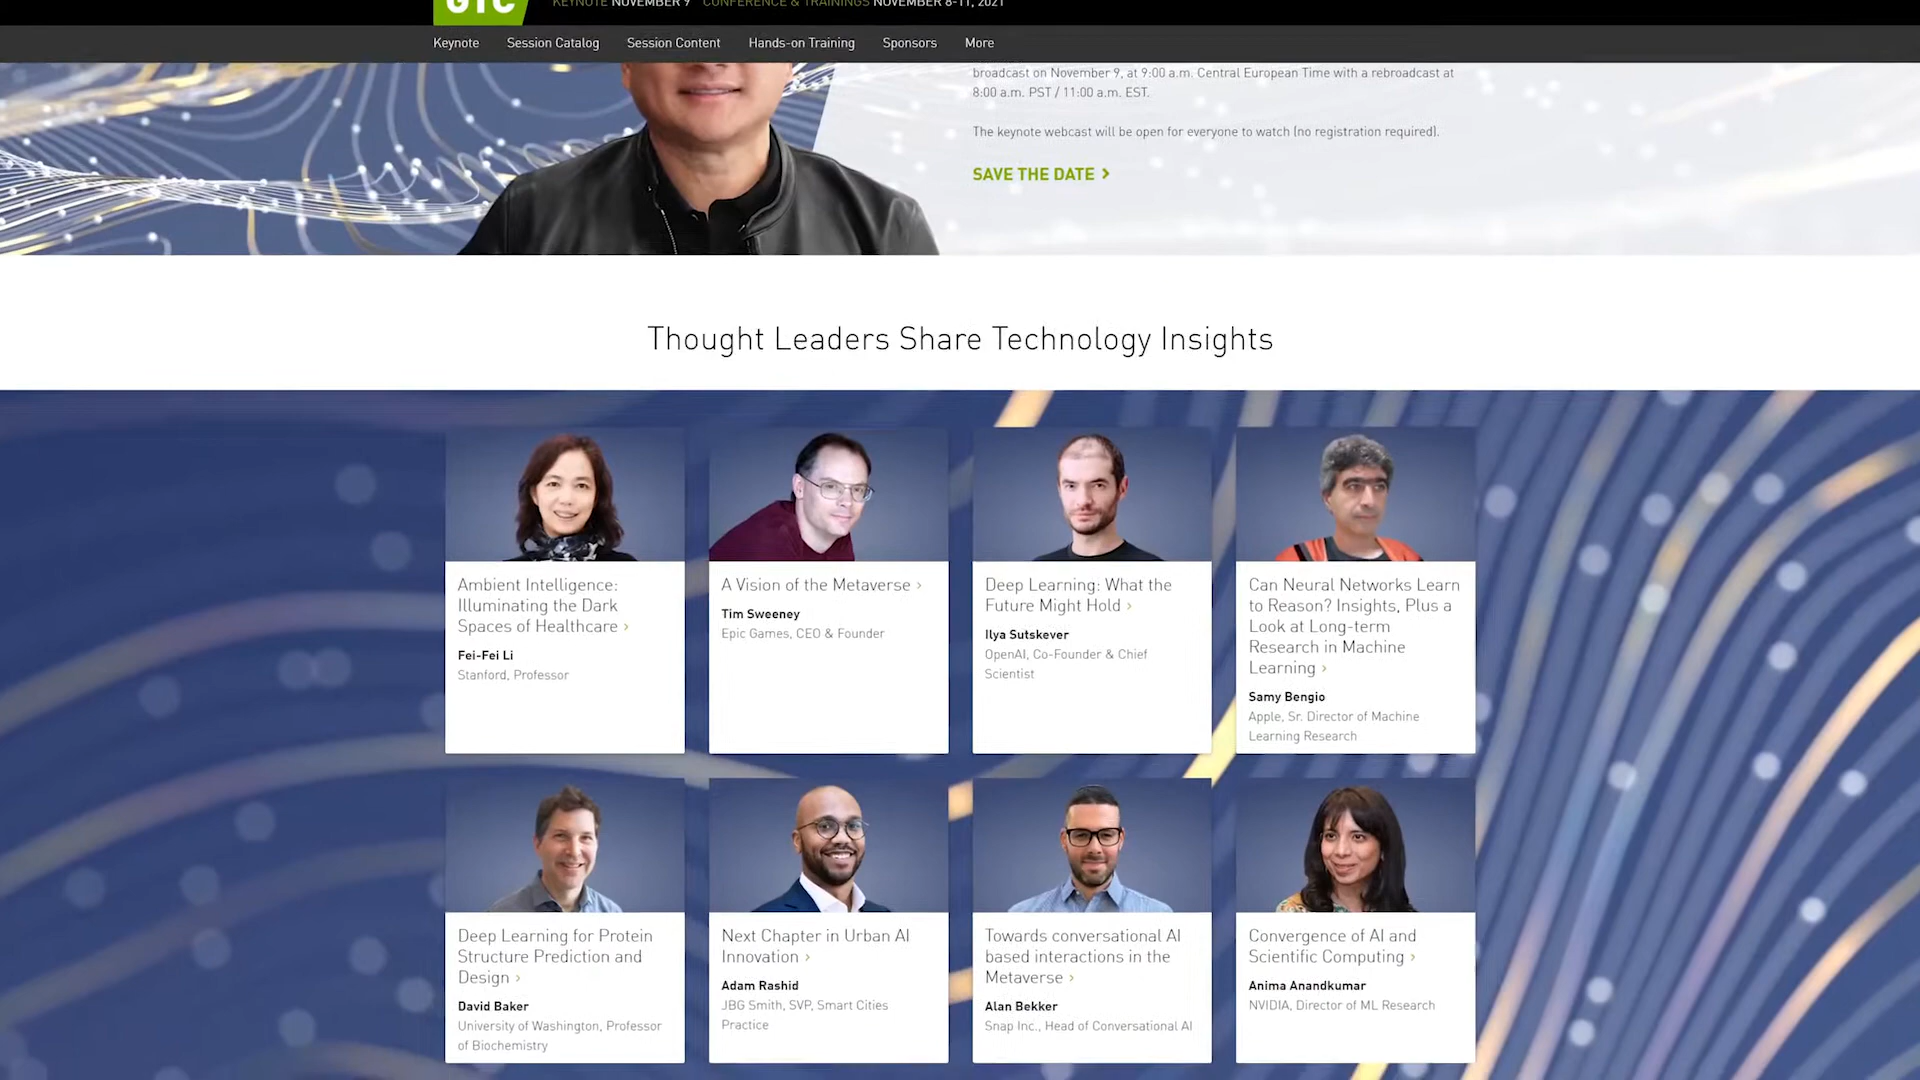 GTC
KEYNOTE NOVEMBER 9 CONFERENCE & TRAININGS NOVEMBER 8-11, 2021
Keynote Session Catalog Session Content Hands-on Training Sponsors More
broadcast on November 9, at 9:00 a.m. Central European Time with a rebroadcast at
8:00 a.m. PST / 11:00 a.m. EST.
The keynote webcast will be open for everyone to watch (no registration required).
SAVE THE DATE >
Thought Leaders Share Technology Insights
Ambient Intelligence:
Illuminating the Dark
Spaces of Healthcare >
Fei-Fei Li
Stanford, Professor
A Vision of the Metaverse >
Tim Sweeney
Epic Games, CEO & Founder
Deep Learning: What the
Future Might Hold >
Ilya Sutskever
OpenAI, Co-Founder & Chief
Scientist
Can Neural Networks Learn
to Reason? Insights, Plus a
Look at Long-term
Research in Machine
Learning >
Samy Bengio
Apple, Sr. Director of Machine
Learning Research
Deep Learning for Protein
Structure Prediction and
Design >
David Baker
University of Washington, Professor
of Biochemistry
Next Chapter in Urban AI
Innovation >
Adam Rashid
JBG Smith, SVP, Smart Cities
Practice
Towards conversational AI
based interactions in the
Metaverse >
Alan Bekker
Snap Inc., Head of Conversational AI
Convergence of AI and
Scientific Computing >
Anima Anandkumar
NVIDIA, Director of ML Research